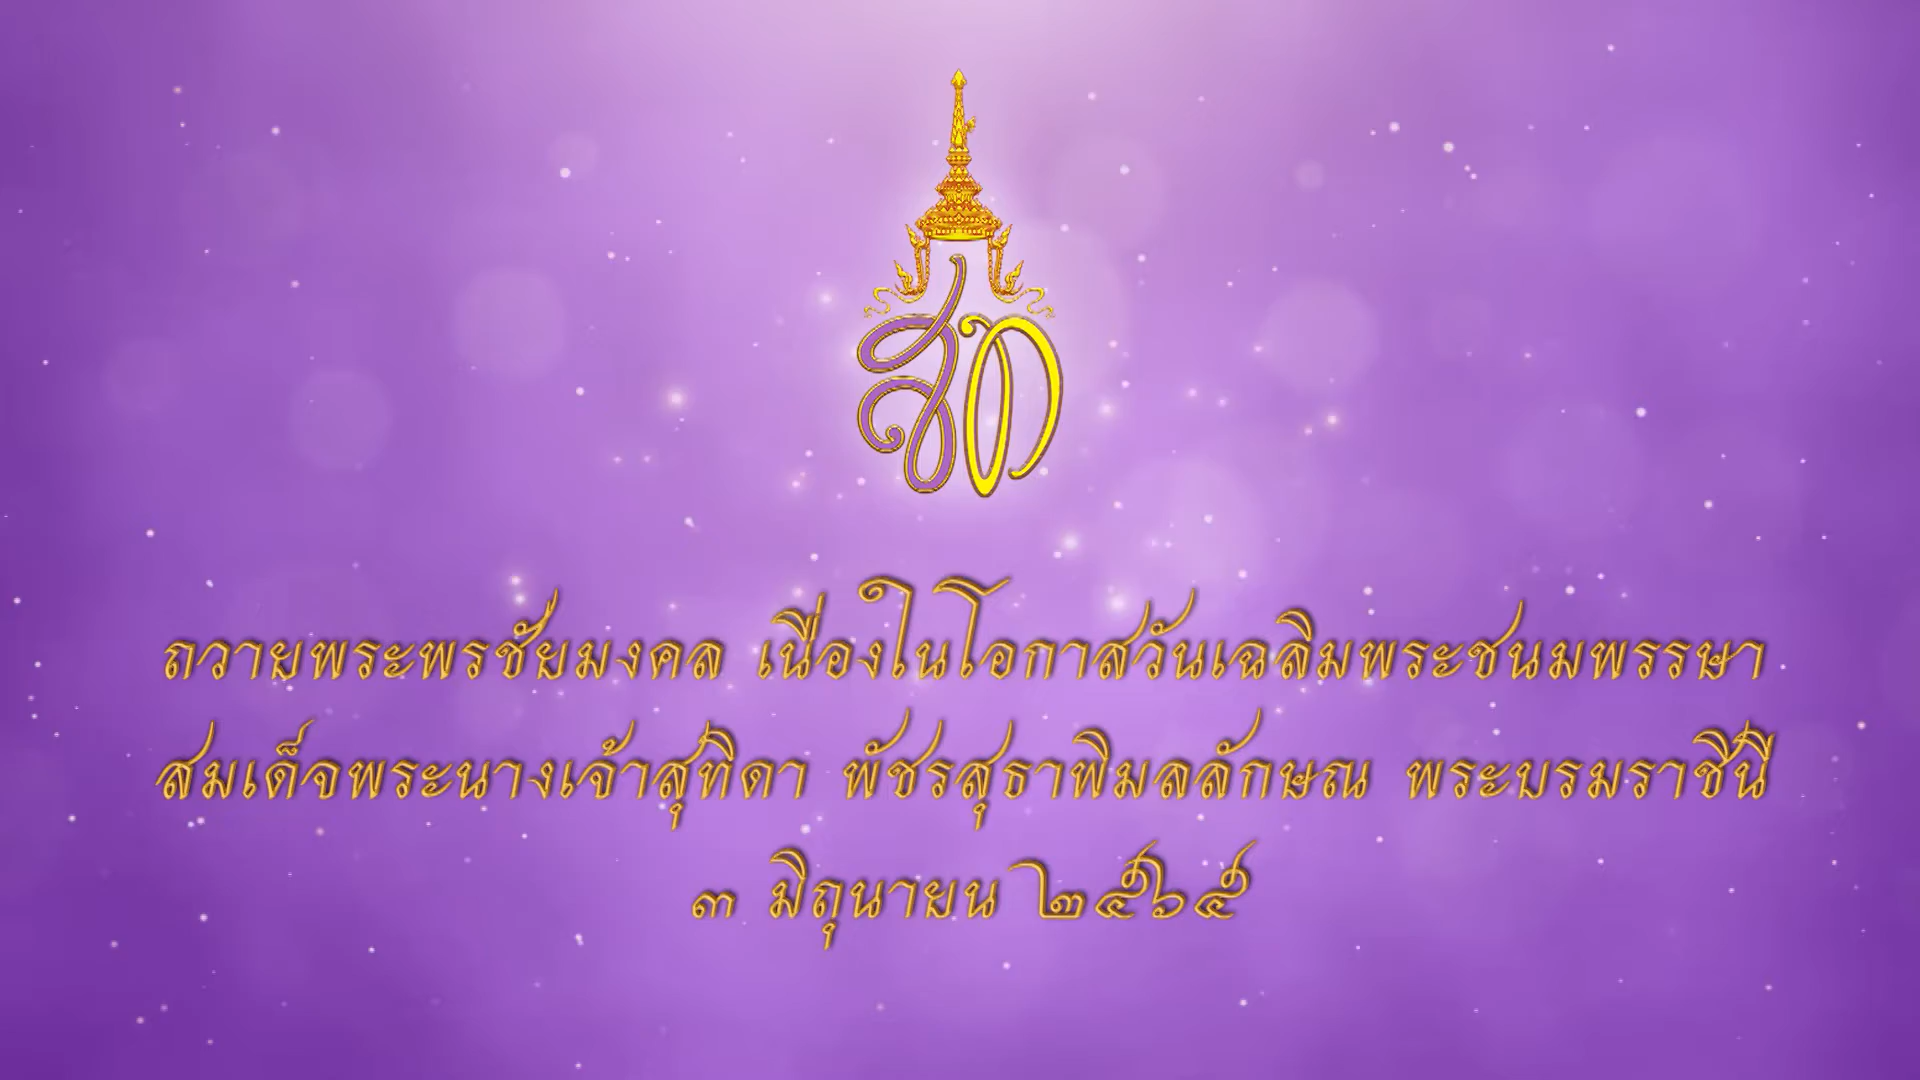 สท
ถวายพระพรชัยมงคล เนื่องในโอกาสวันเฉลิมพระชนมพรรษา
สมเด็จพระนางเจ้าสุทิดา พัชรสุธาพิมลลักษณ พระบรมราชินี
๓ มิถุนายน ๒๕๖๕